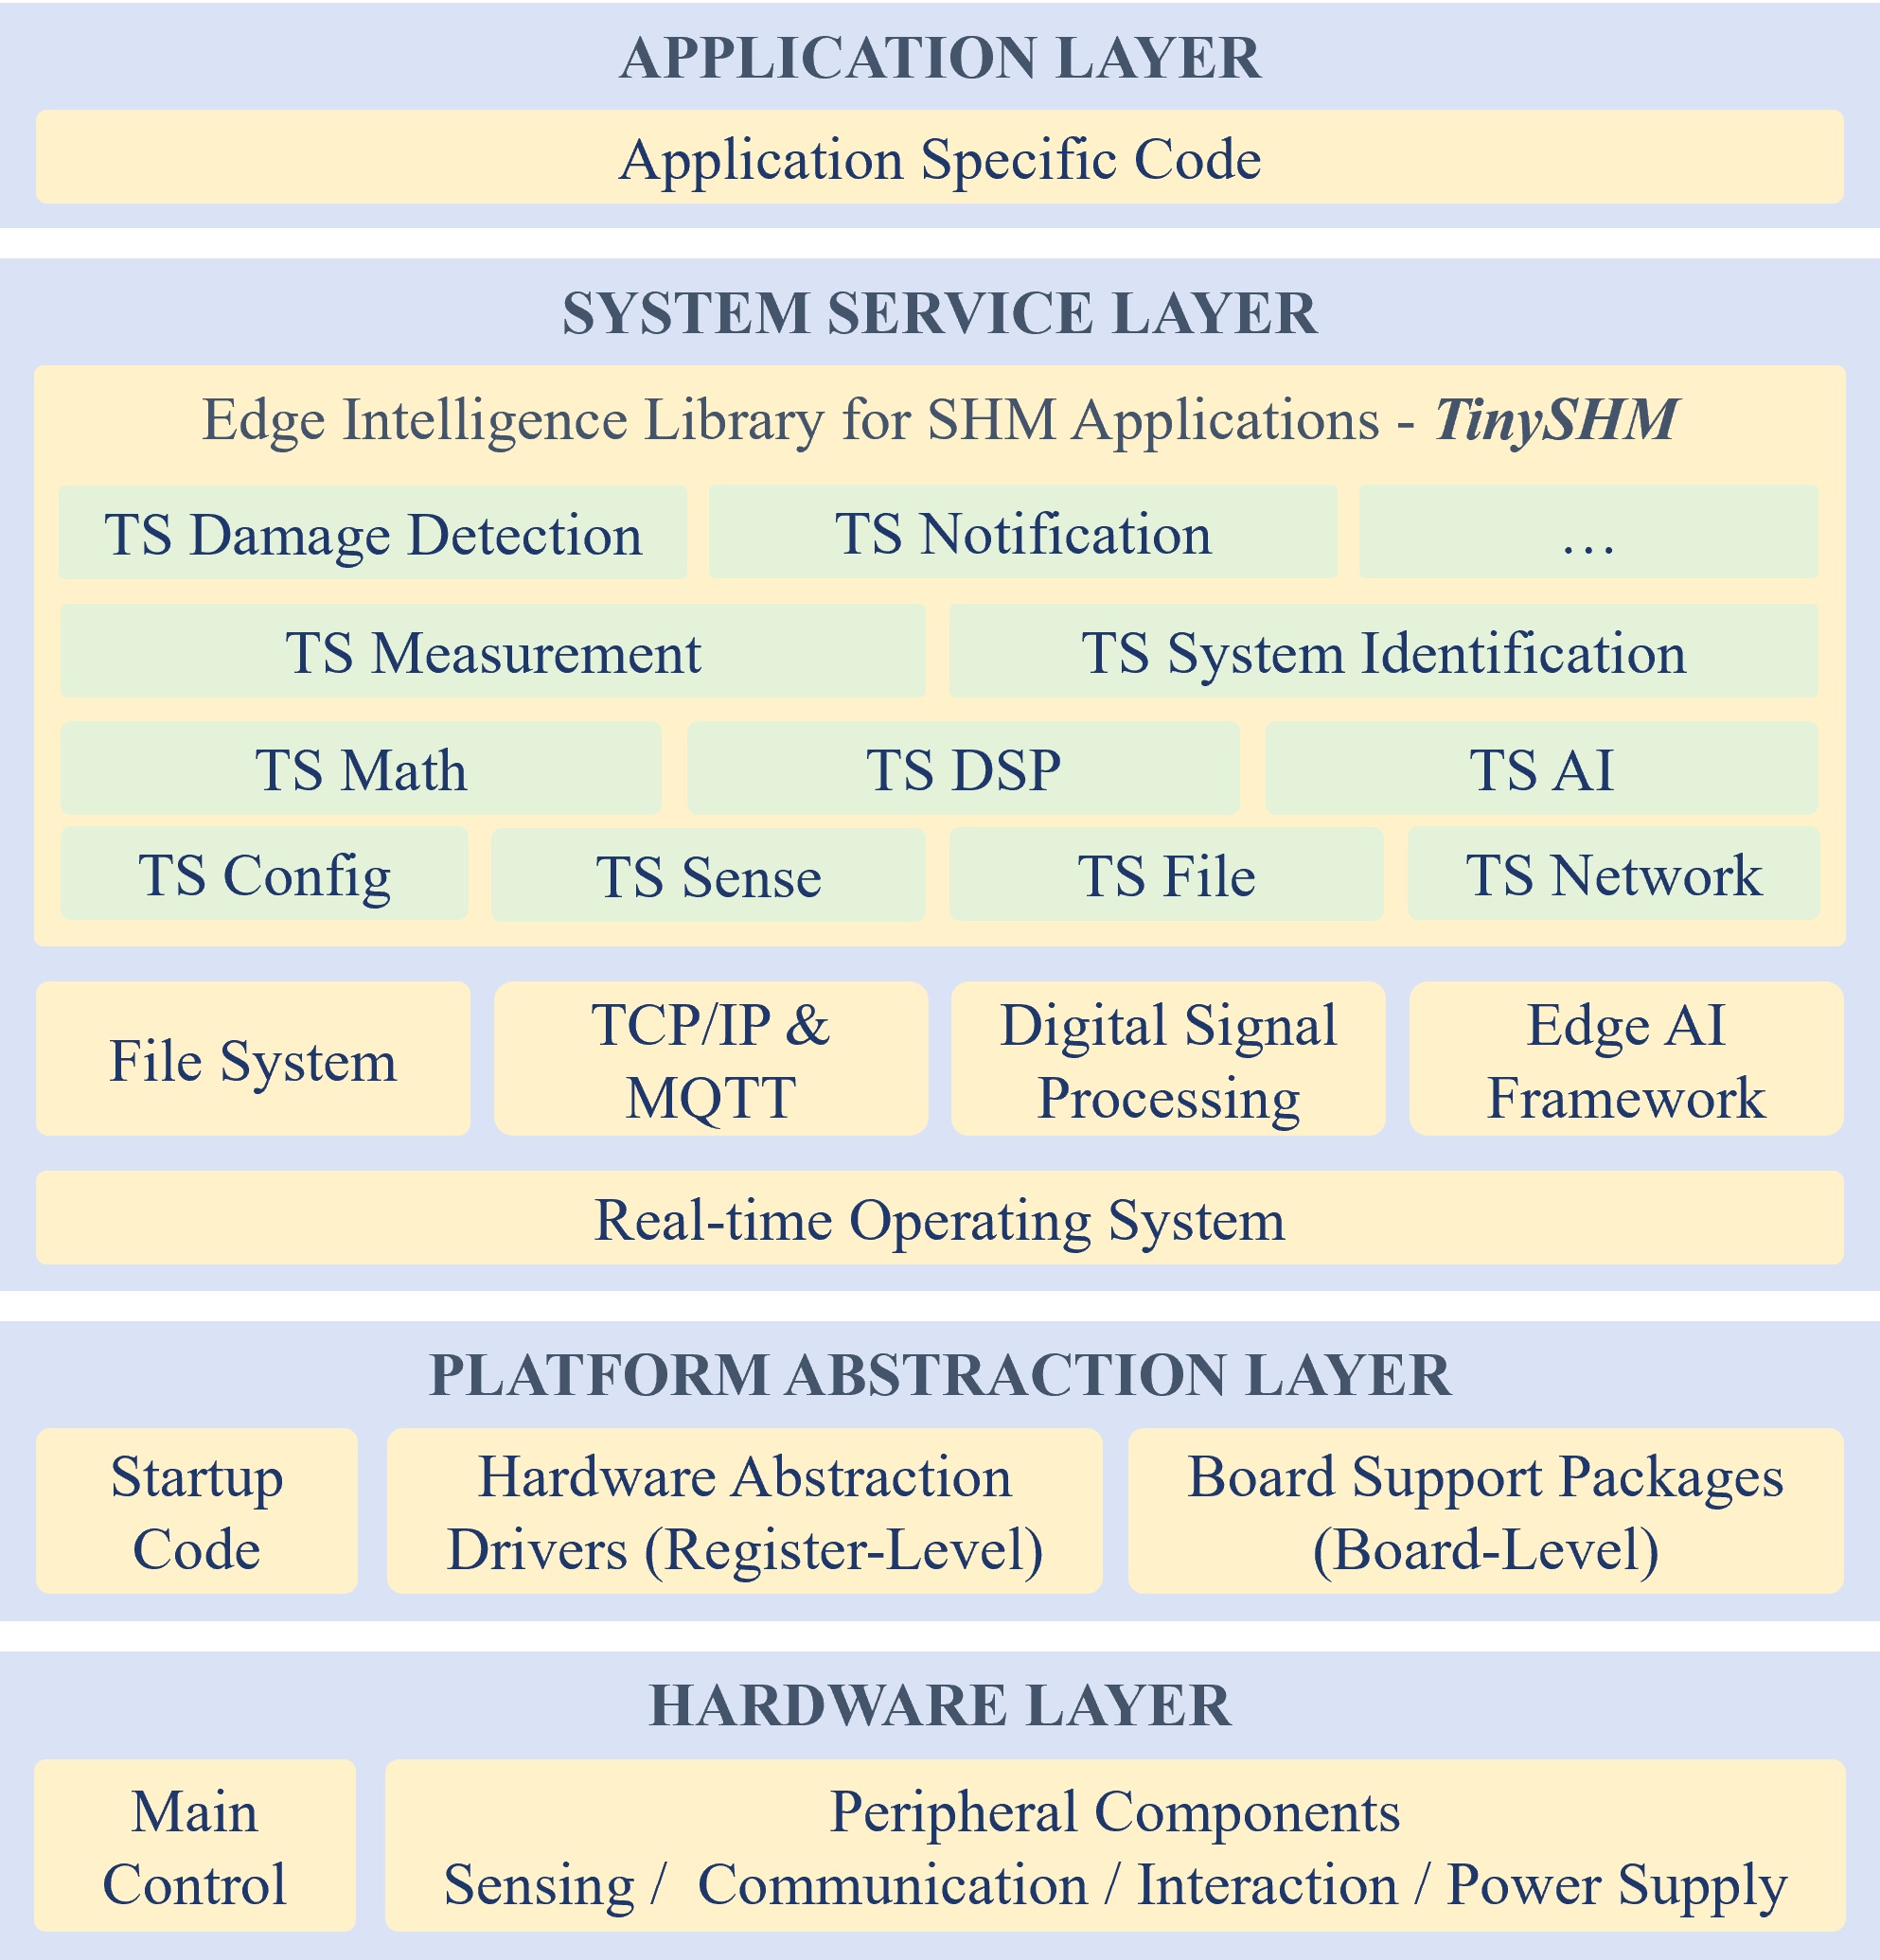 APPLICATION LAYER
Application Specific Code
SYSTEM SERVICE LAYER
Edge Intelligence Library for SHM Applications - TinySHM
TS Damage Detection
TS Notification
…
TS Measurement
TS System Identification
TS Math
TS DSP
TS AI
TS Config
TS Sense
TS File
TS Network
File System
TCP/IP &
MQTT
Digital Signal
Processing
Edge AI
Framework
Real-time Operating System
PLATFORM ABSTRACTION LAYER
Startup
Code
Hardware Abstraction
Drivers (Register-Level)
Board Support Packages
(Board-Level)
HARDWARE LAYER
Main
Control
Peripheral Components
Sensing /  Communication / Interaction / Power Supply